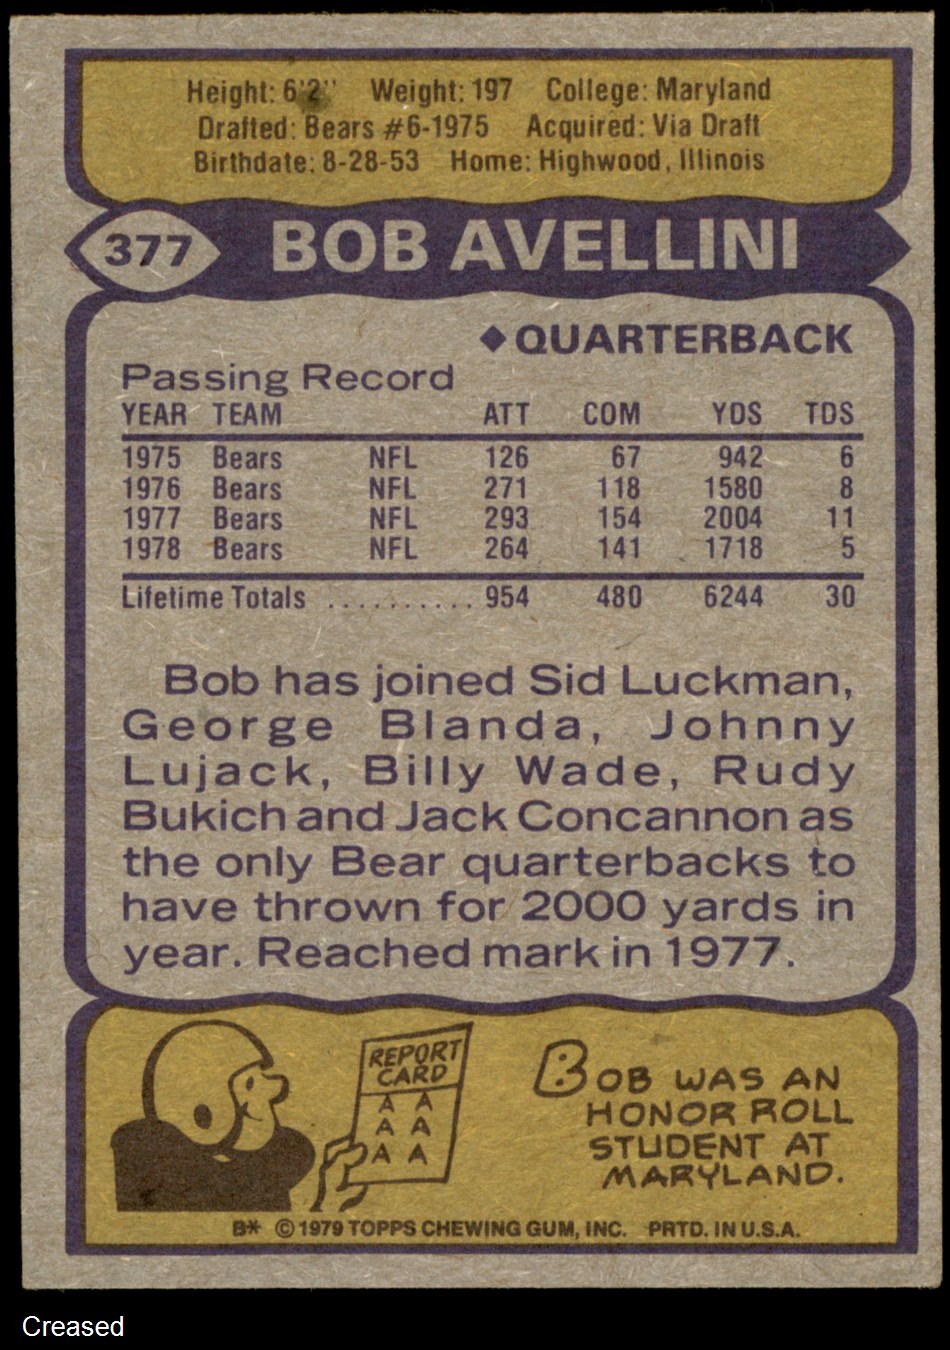 Height: 6'2" Weight: 197 College: Maryland
Drafted: Bears #6-1975 Acquired: Via Draft
Birthdate: 8-28-53 Home: Highwood, Illinois
377 BOB AVELLINI
◆QUARTERBACK
Passing Record
YEAR TEAM ATT COM YDS TDS
1975 Bears NFL 126 67 942 6
1976 Bears NFL 271 118 1580 8
1977 Bears NFL 293 154 2004 11
1978 Bears NFL 264 141 1718 5
Lifetime Totals .......... 954 480 6244 30
Bob has joined Sid Luckman,
George Blanda, Johnny
Lujack, Billy Wade, Rudy
Bukich and Jack Concannon as
the only Bear quarterbacks to
have thrown for 2000 yards in
year. Reached mark in 1977.
REPORT
CARD
A A
A A
A A
BOB WAS AN
HONOR ROLL
STUDENT AT
MARYLAND.
B* © 1979 TOPPS CHEWING GUM, INC. PRTD. IN U.S.A.
Creased